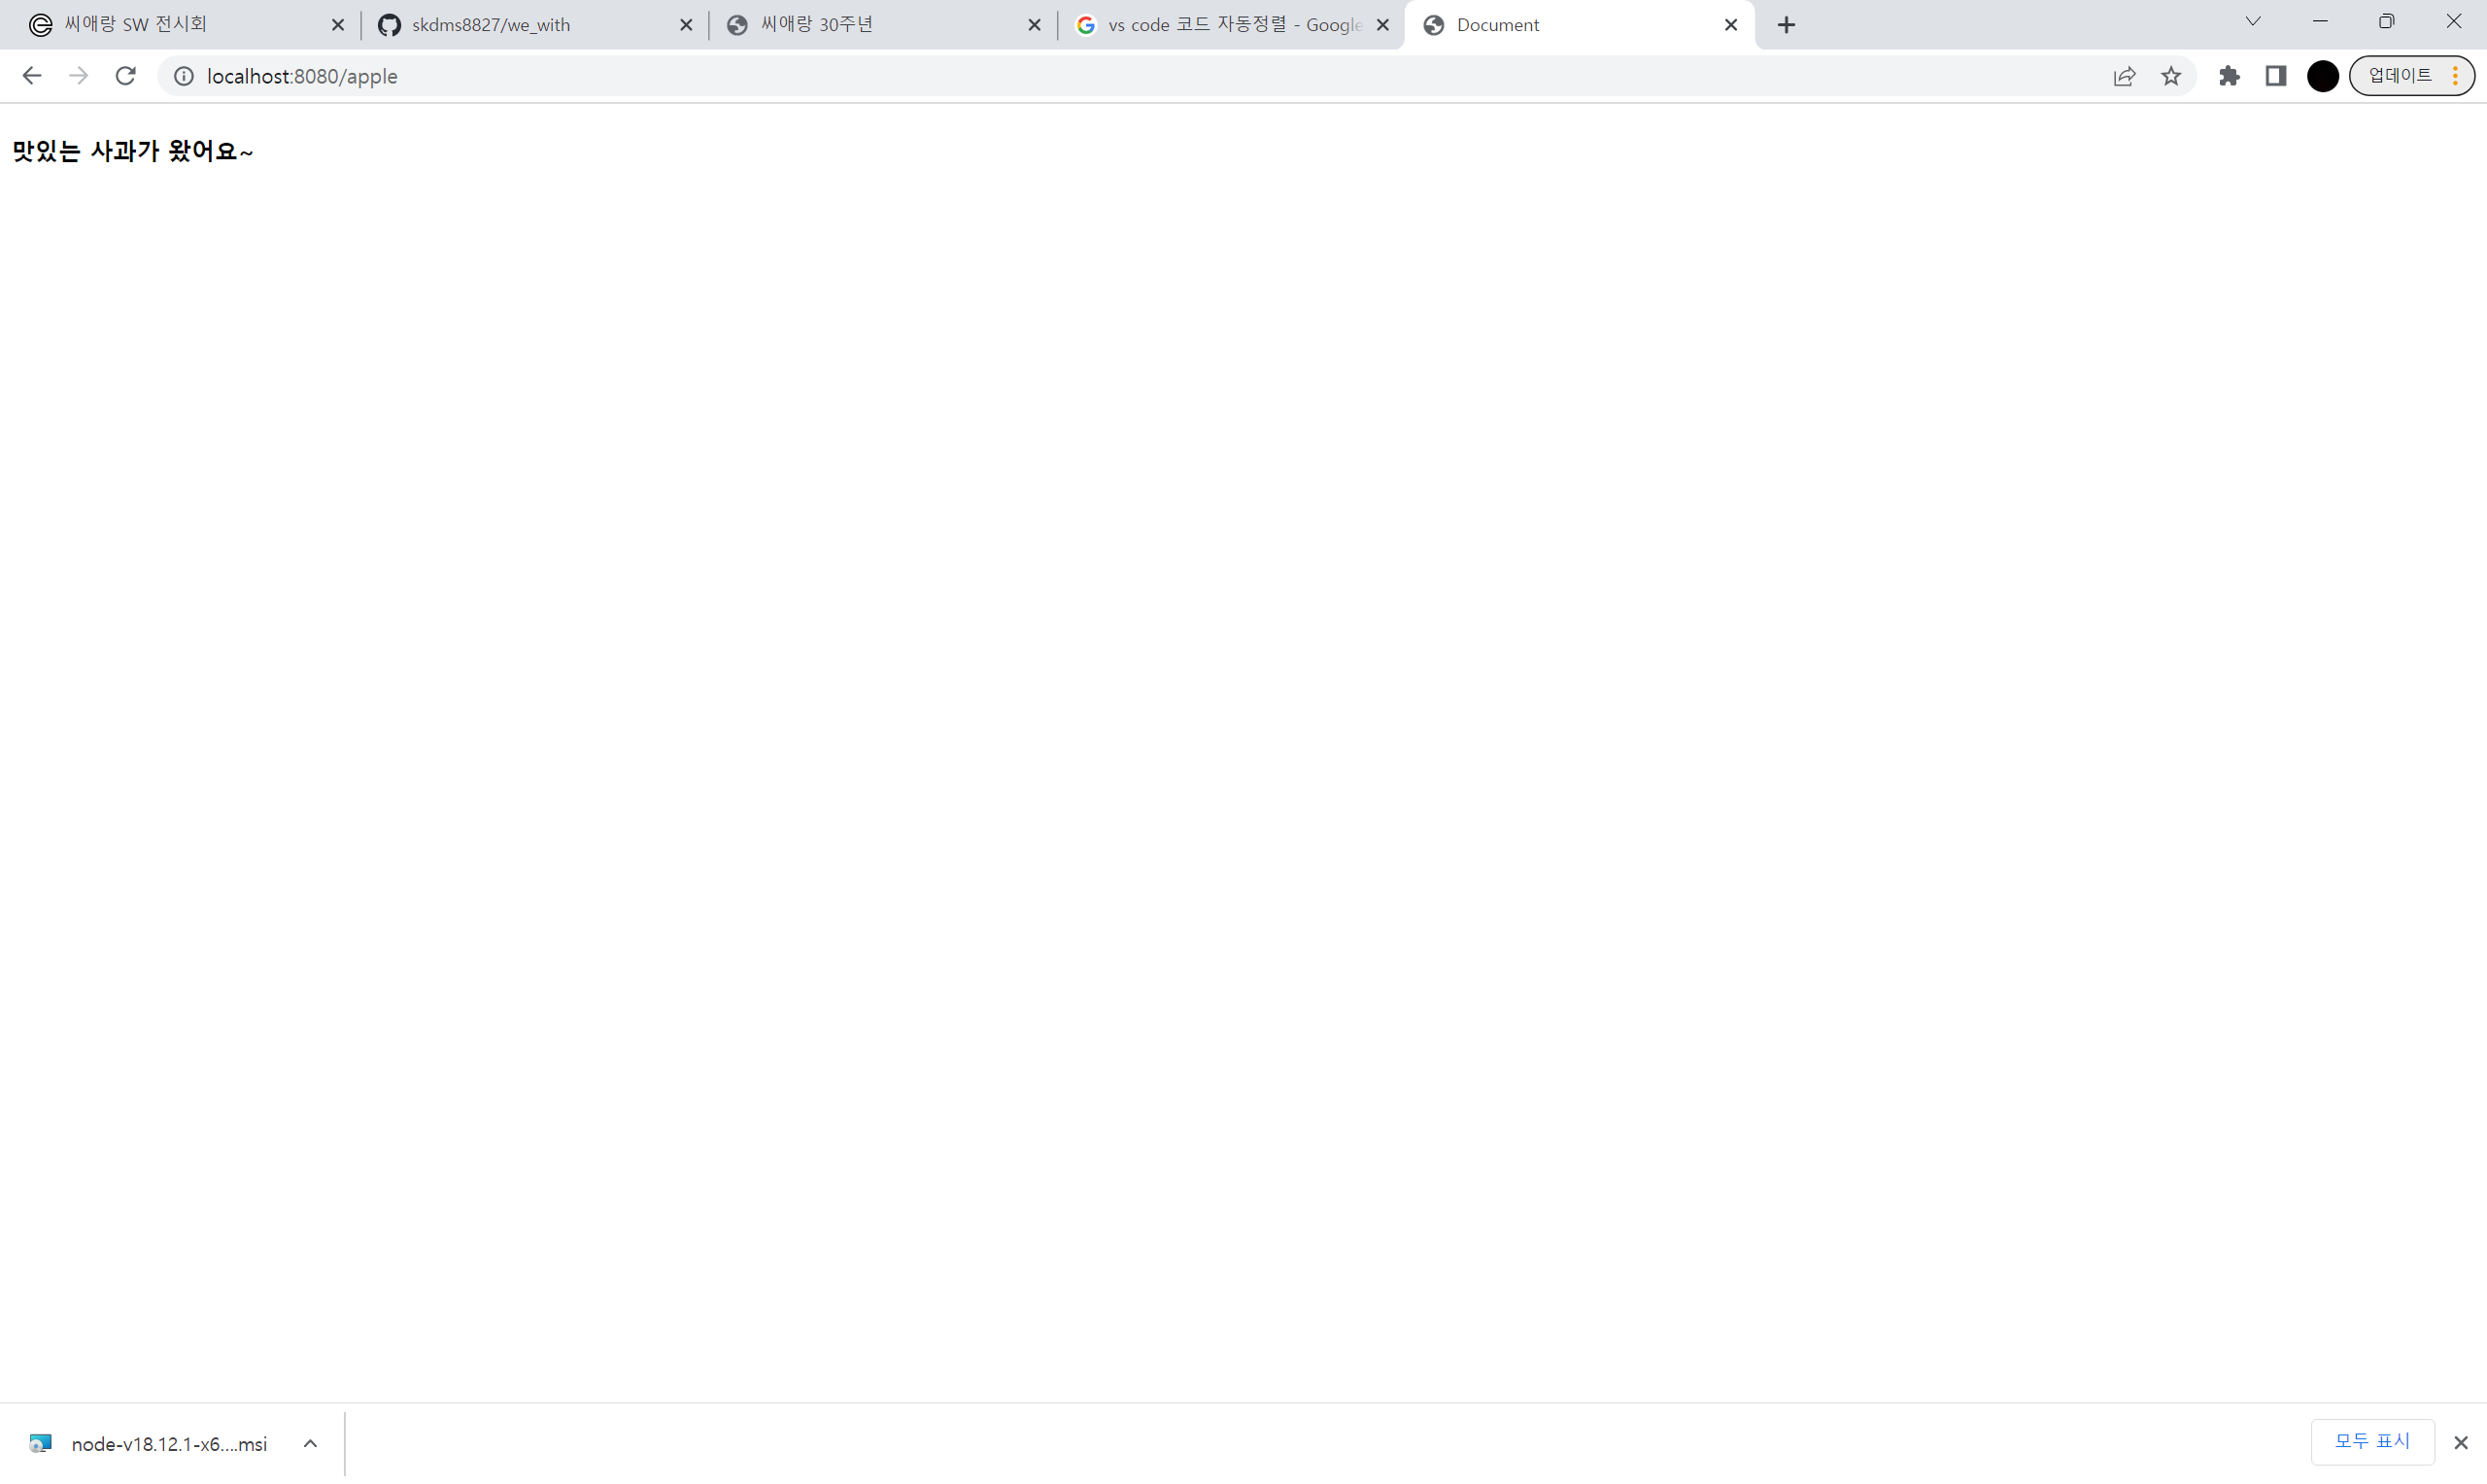 씨애랑 SW 전시회
skdms8827/we_with
씨애랑 30주년
vs code 코드 자동정렬 - Google
Document
localhost:8080/apple
업데이트
맛있는 사과가 왔어요~
node-v18.12.1-x6....msi
모두 표시